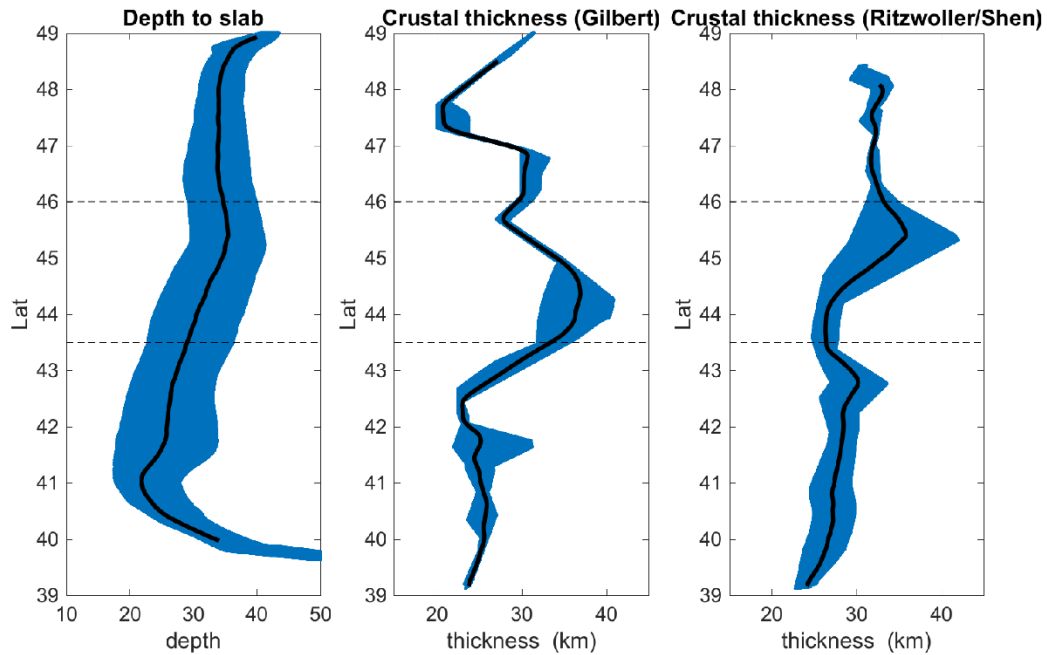 Depth to slab
49
48
47
46
45
44
43
42
41
40
39
Lat
10 20 30 40 50
depth
Crustal thickness (Gilbert)
49
48
47
46
45
44
43
42
41
40
39
Lat
20 30 40
thickness (km)
Crustal thickness (Ritzwoller/Shen)
49
48
47
46
45
44
43
42
41
40
39
Lat
20 30 40
thickness (km)